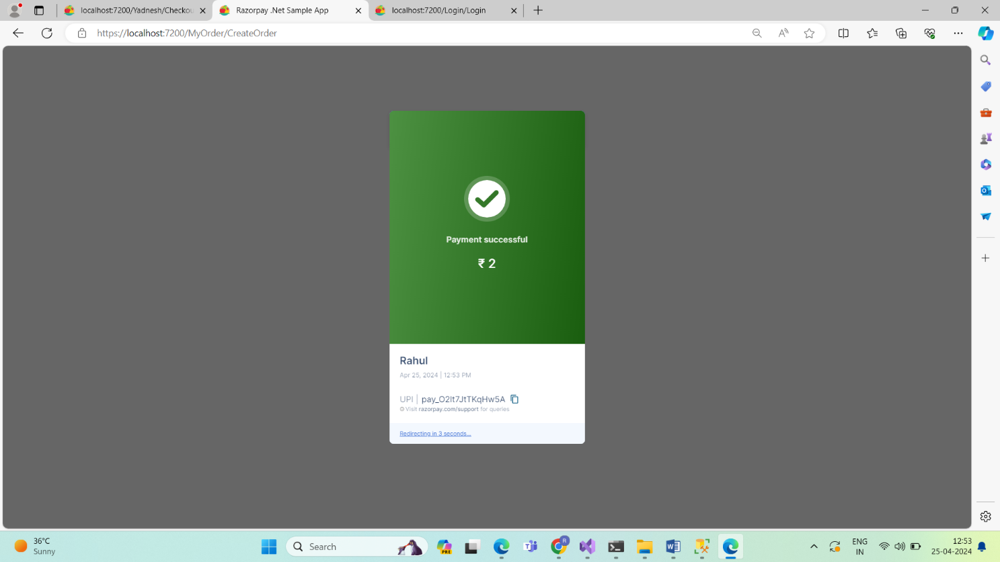 localhost:7200/Yadnesh/Checkou
Razorpay .Net Sample App
localhost:7200/Login/Login
https://localhost:7200/MyOrder/CreateOrder
Payment successful
₹ 2
Rahul
Apr 25, 2024 | 12:53 PM
UPI | pay_O2It7JtTKqHw5A
Visit razorpay.com/support for queries
Redirecting in 3 seconds...
36°C
Sunny
Search
PRE
R
ENG
IN
12:53
25-04-2024